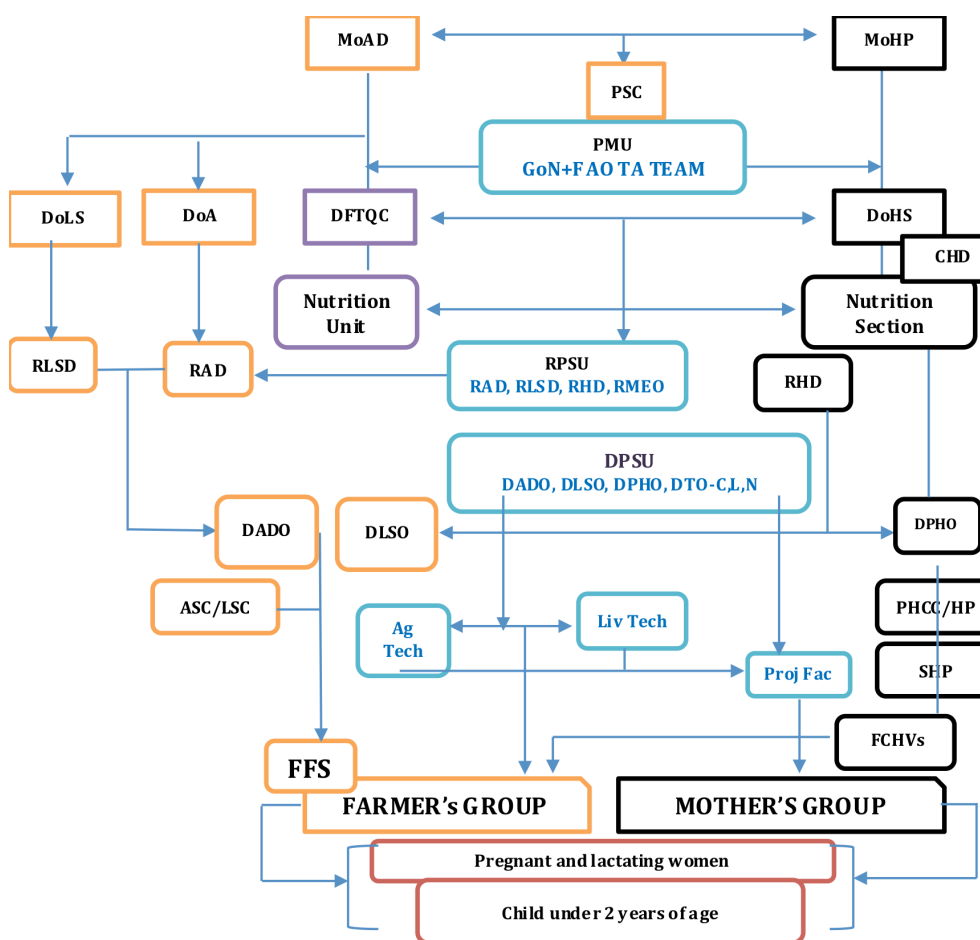 MoAD
MoHP
PSC
PMU
GoN+FAO TA TEAM
DoLS
DoA
DFTQC
DoHS
CHD
Nutrition
Unit
Nutrition
Section
RLSD
RAD
RPSU
RAD, RLSD, RHD, RMEO
RHD
DPSU
DADO, DLSO, DPHO, DTO-C,L,N
DADO
DLSO
DPHO
ASC/LSC
Ag
Tech
Liv Tech
PHCC/HP
Proj Fac
SHP
FCHVs
FFS
FARMER's GROUP
MOTHER'S GROUP
Pregnant and lactating women
Child under 2 years of age